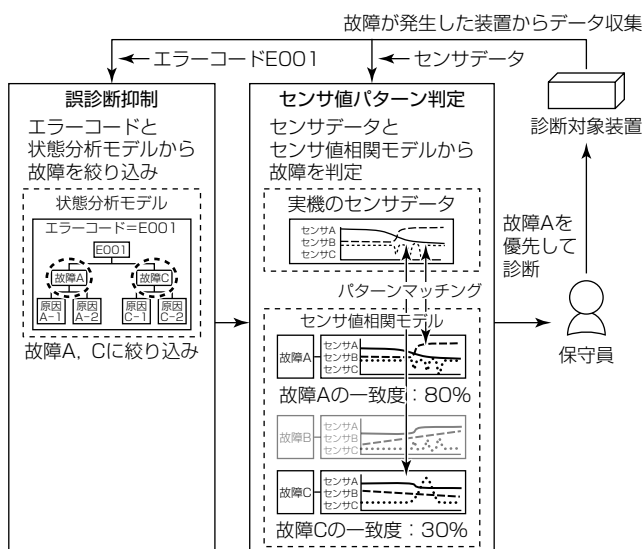 故障が発生した装置からデータ収集
エラーコードE001
センサデータ
誤診断抑制
エラーコードと
状態分析モデルから
故障を絞り込み
状態分析モデル
エラーコード=E001
E001
故障A
故障C
原因
A-1
原因
A-2
原因
C-1
原因
C-2
故障A, Cに絞り込み
センサ値パターン判定
センサデータと
センサ値相関モデルから
故障を判定
実機のセンサデータ
センサA
センサB
センサC
パターンマッチング
センサ値相関モデル
故障A
センサA
センサB
センサC
故障Aの一致度:80%
故障B
センサA
センサB
センサC
故障C
センサA
センサB
センサC
故障Cの一致度:30%
診断対象装置
故障Aを
優先して
診断
保守員